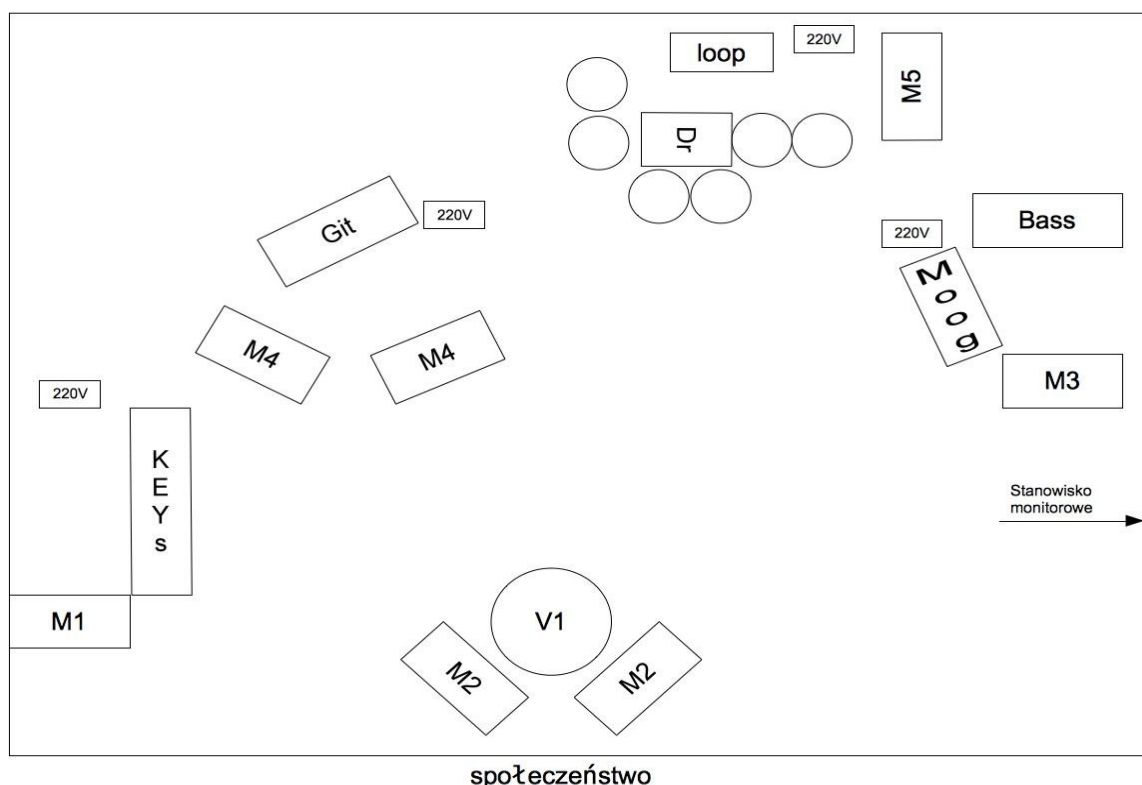 loop
220V
M5
Dr
Git
220V
Bass
220V
Moog
M4
M4
M3
220V
KEYs
Stanowisko
monitorowe
V1
M1
M2
M2
społeczeństwo